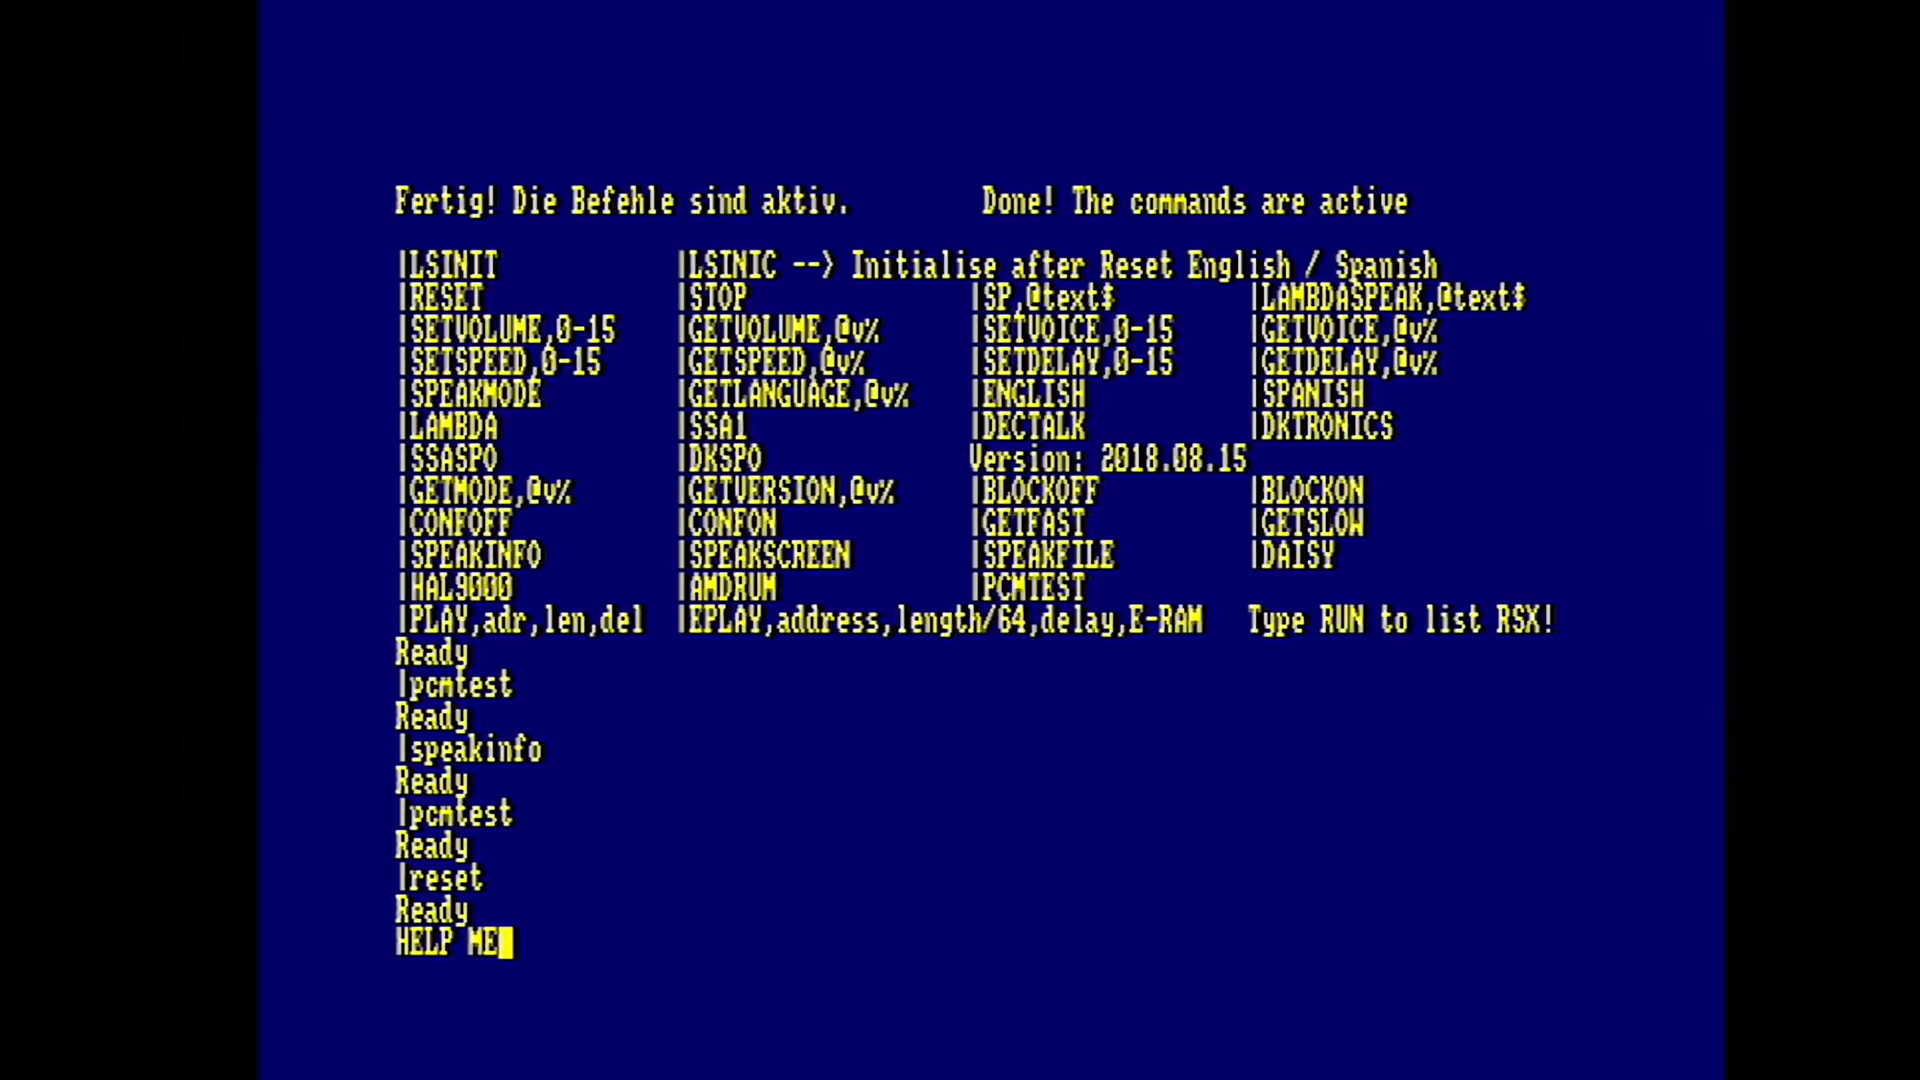 Fertig! Die Befehle sind aktiv. Done! The commands are active
|LSINIT |LSINIC --> Initialise after Reset English / Spanish
|RESET |STOP |SP,@text$ |LAMBDASPEAK,@text$
|SETVOLUME,0-15 |GETVOLUME,@v% |SETVOICE,0-15 |GETVOICE,@v%
|SETSPEED,0-15 |GETSPEED,@v% |SETDELAY,0-15 |GETDELAY,@v%
|SPEAKMODE |GETLANGUAGE,@v% |ENGLISH |SPANISH
|LAMBDA |SSA1 |DECTALK |DKTRONICS
|SSASPO |DKSPO Version: 2018.08.15
|GETMODE,@v% |GETVERSION,@v% |BLOCKOFF |BLOCKON
|CONFOFF |CONFON |GETFAST |GETSLOW
|SPEAKINFO |SPEAKSCREEN |SPEAKFILE |DAISY
|HAL9000 |AMDRUM |PCMTEST
|PLAY,adr,len,del |EPLAY,address,length/64,delay,E-RAM Type RUN to list RSX!
Ready
|pcmtest
Ready
|speakinfo
Ready
|pcmtest
Ready
|reset
Ready
HELP ME